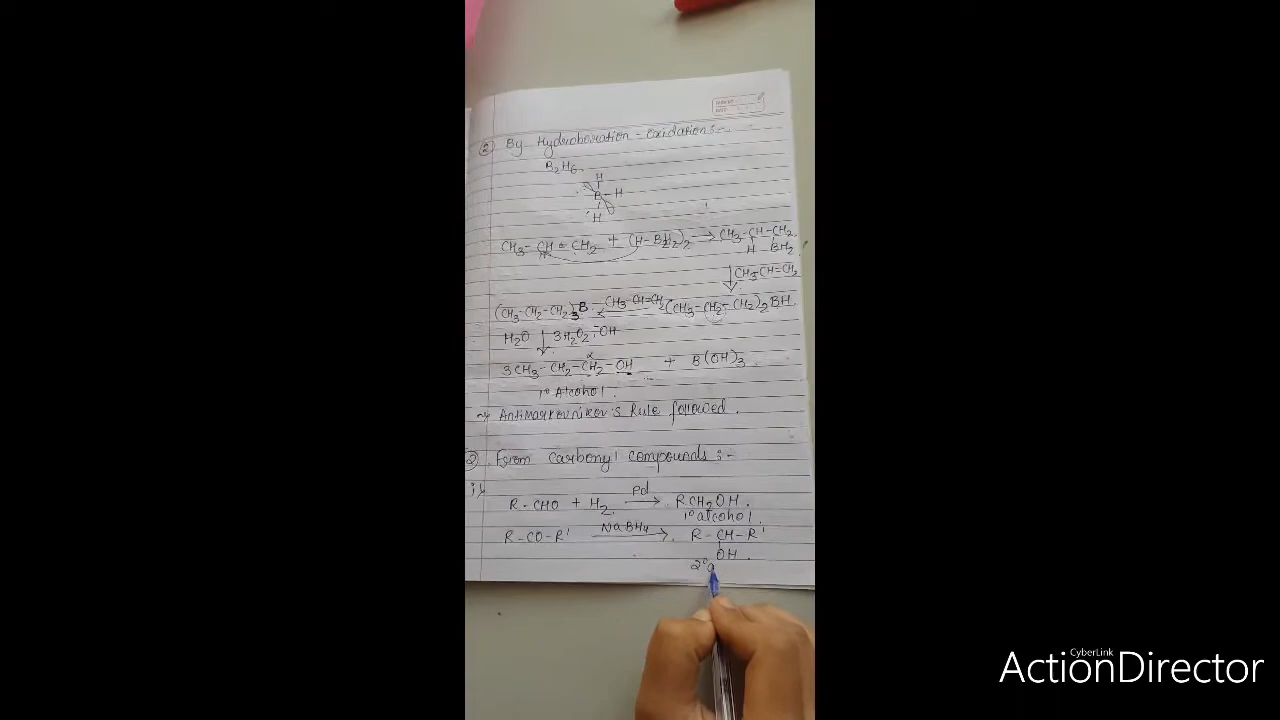 ② By Hydroboration-oxidations:-
B2H6
H
B-H
H
CH3-CH=CH2 + (H-BH2)2 → CH3-CH-CH2
H BH2
↓ CH3-CH=CH2
(CH3-CH2-CH2)3B ← CH3-CH=CH2 (CH3-CH2-CH2)2BH
H2O ↓ 3H2O2, -OH
3CH3-CH2-CH2-OH + B(OH)3
α
1° Alcohol.
Antimarkovnikov's Rule followed.
② From carbonyl compounds:-
i)
R-CHO + H2 Pd → RCH2OH.
1° alcohol.
R-CO-R' NaBH4 → R-CH-R'
OH.
2° a
CyberLink
ActionDirector